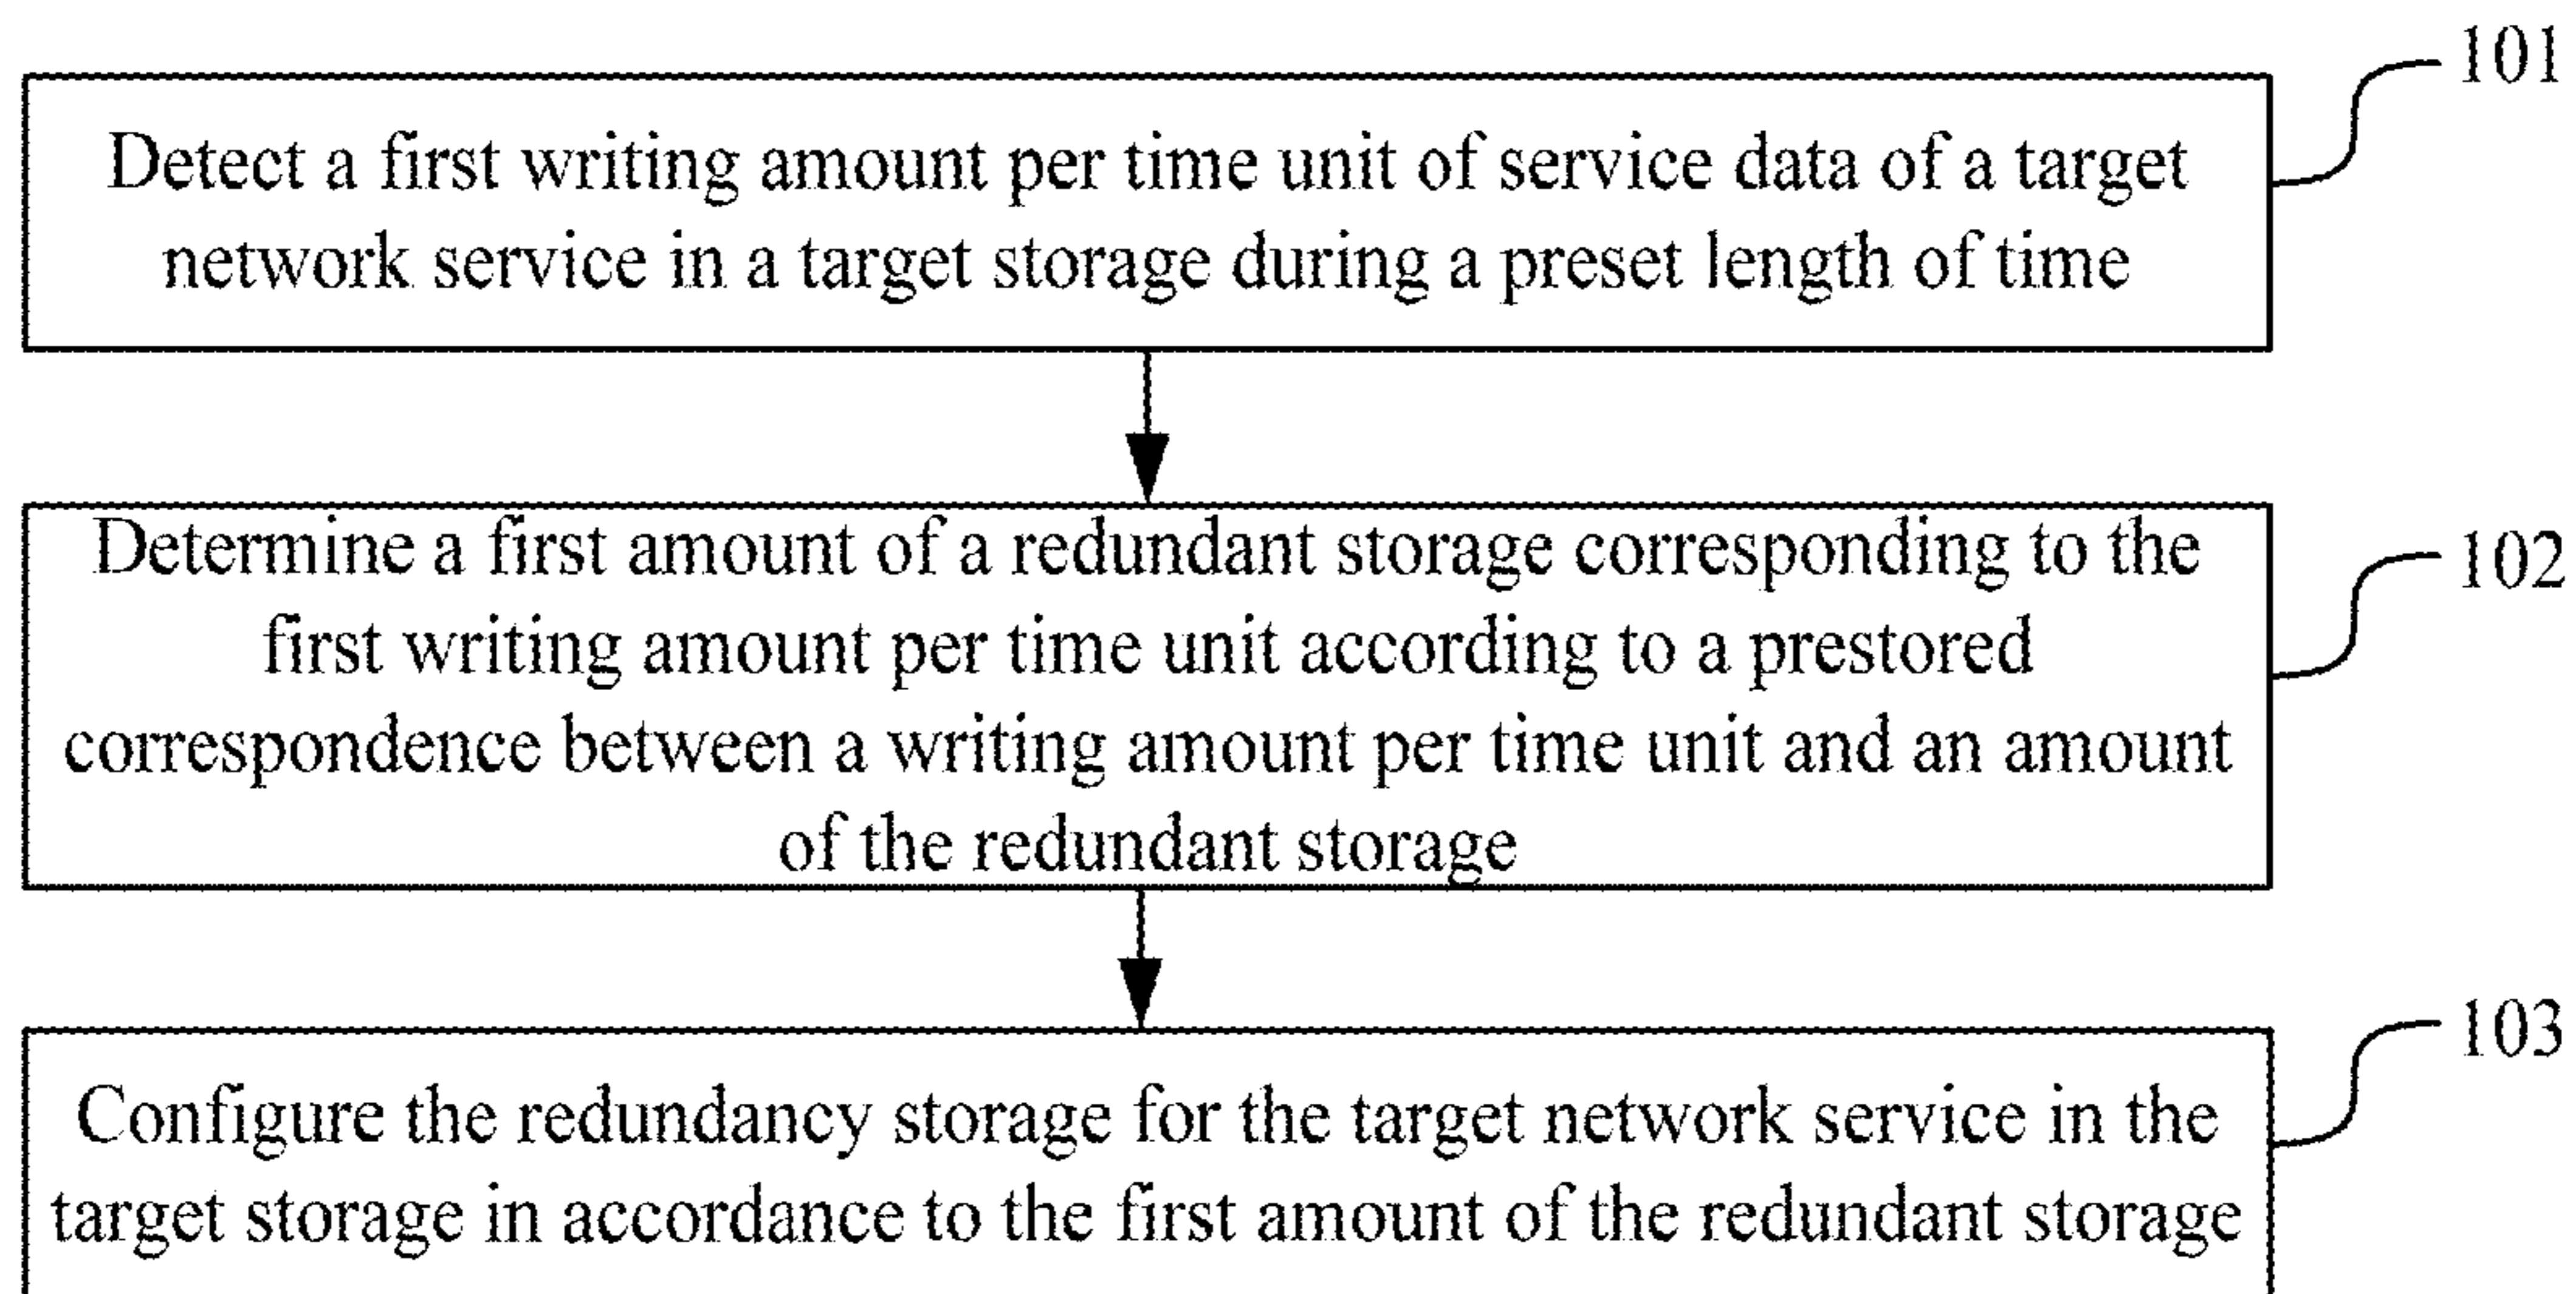 101
Detect a first writing amount per time unit of service data of a target
network service in a target storage during a preset length of time
Determine a first amount of a redundant storage corresponding to the
102
first writing amount per time unit according to a prestored
correspondence between a writing amount per time unit and an amount
of the redundant storage
103
Configure the redundancy storage for the target network service in the
target storage in accordance to the first amount of the redundant storage